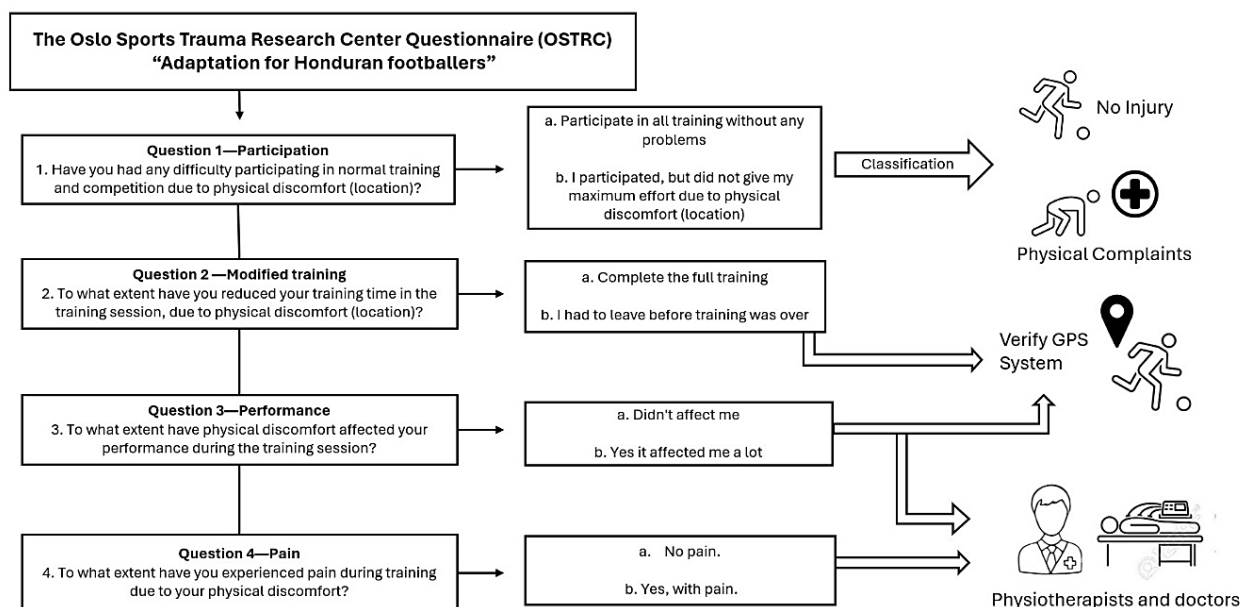 The Oslo Sports Trauma Research Center Questionnaire (OSTRC)
“Adaptation for Honduran footballers”
Question 1—Participation
1. Have you had any difficulty participating in normal training
and competition due to physical discomfort (location)?
a. Participate in all training without any
problems
b. I participated, but did not give my
maximum effort due to physical
discomfort (location)
Classification
No Injury
Physical Complaints
Question 2 —Modified training
2. To what extent have you reduced your training time in the
training session, due to physical discomfort (location)?
a. Complete the full training
b. I had to leave before training was over
Verify GPS
System
Question 3—Performance
3. To what extent have physical discomfort affected your
performance during the training session?
a. Didn't affect me
b. Yes it affected me a lot
Question 4—Pain
4. To what extent have you experienced pain during training
due to your physical discomfort?
a. No pain.
b. Yes, with pain.
Physiotherapists and doctors